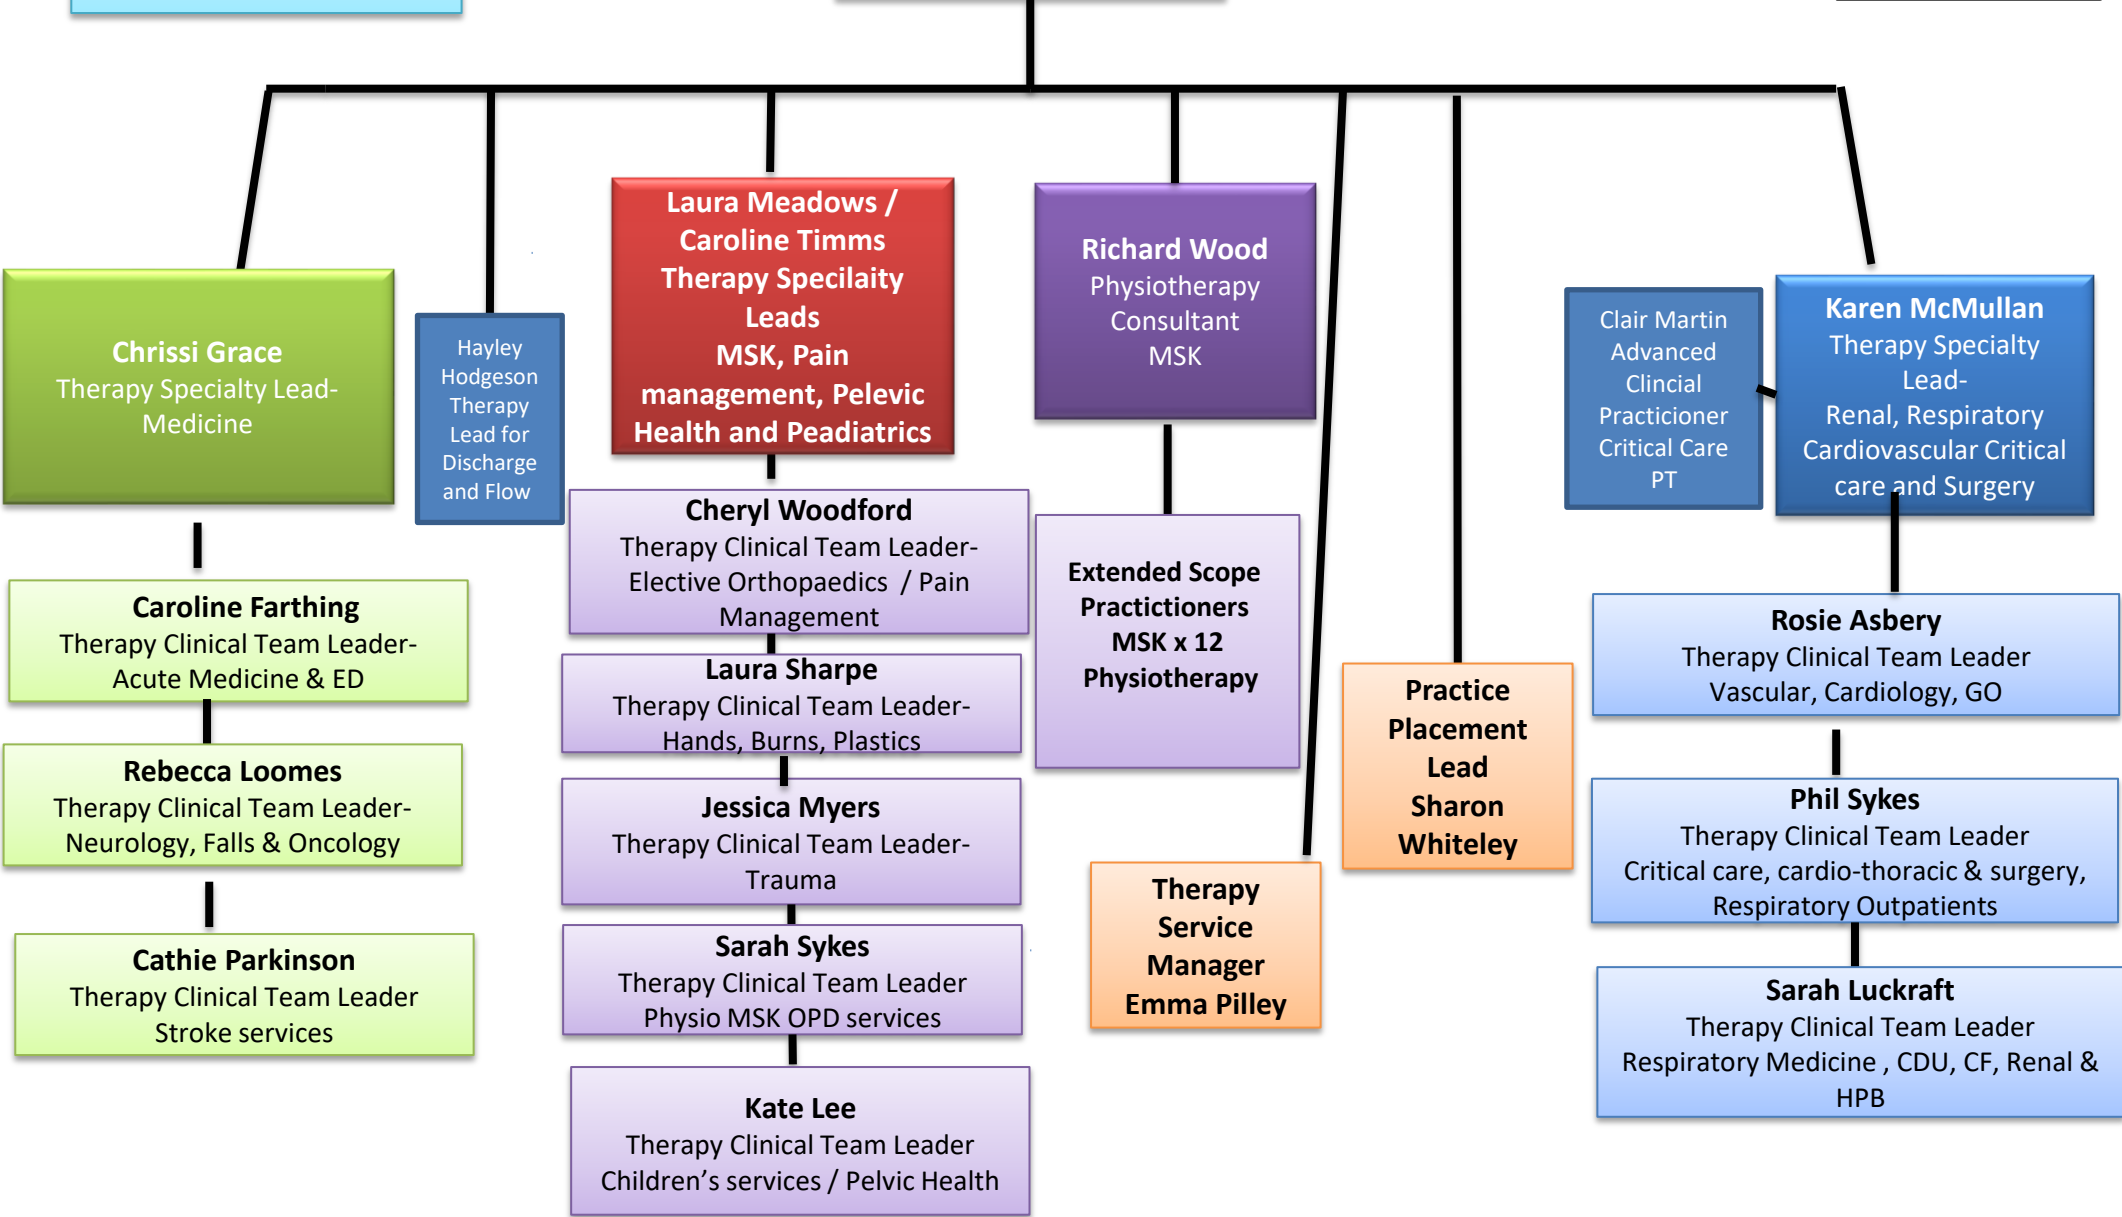 Chrissi Grace
Therapy Specialty Lead-
Medicine
Caroline Farthing
Therapy Clinical Team Leader-
Acute Medicine & ED
Rebecca Loomes
Therapy Clinical Team Leader-
Neurology, Falls & Oncology
Cathie Parkinson
Therapy Clinical Team Leader
Stroke services
Hayley
Hodgeson
Therapy
Lead for
Discharge
and Flow
Laura Meadows /
Caroline Timms
Therapy Specilaity
Leads
MSK, Pain
management, Pelevic
Health and Peadiatrics
Cheryl Woodford
Therapy Clinical Team Leader-
Elective Orthopaedics / Pain
Management
Laura Sharpe
Therapy Clinical Team Leader-
Hands, Burns, Plastics
Jessica Myers
Therapy Clinical Team Leader-
Trauma
Sarah Sykes
Therapy Clinical Team Leader
Physio MSK OPD services
Kate Lee
Therapy Clinical Team Leader
Children’s services / Pelvic Health
Richard Wood
Physiotherapy
Consultant
MSK
Extended Scope
Practictioners
MSK x 12
Physiotherapy
Therapy
Service
Manager
Emma Pilley
Practice
Placement
Lead
Sharon
Whiteley
Clair Martin
Advanced
Clincial
Practicioner
Critical Care
PT
Karen McMullan
Therapy Specialty
Lead-
Renal, Respiratory
Cardiovascular Critical
care and Surgery
Rosie Asbery
Therapy Clinical Team Leader
Vascular, Cardiology, GO
Phil Sykes
Therapy Clinical Team Leader
Critical care, cardio-thoracic & surgery,
Respiratory Outpatients
Sarah Luckraft
Therapy Clinical Team Leader
Respiratory Medicine , CDU, CF, Renal &
HPB